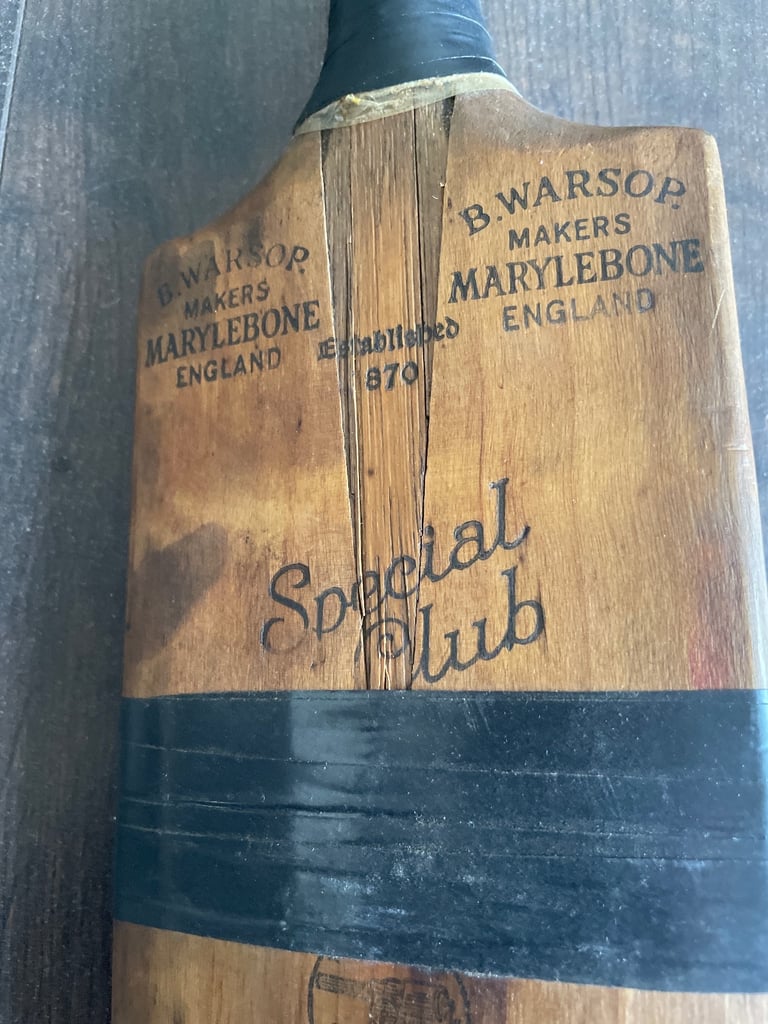 B. WARSOP.
MAKERS
MARYLEBONE
ENGLAND
Established
870
B. WARSOP.
MAKERS
MARYLEBONE
ENGLAND
Special
Club